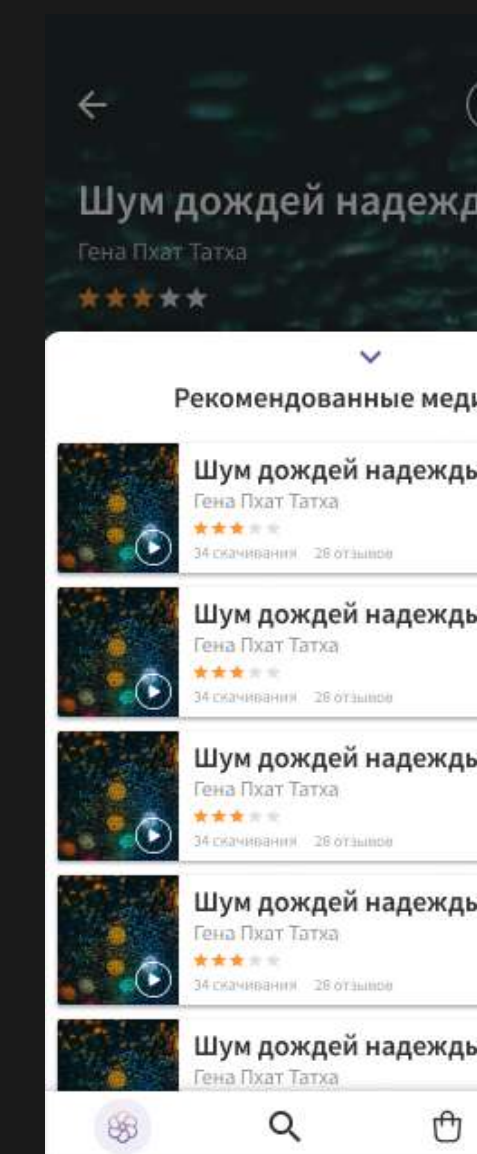 Шум дождей надежд
Гена Пхат Татха
Рекомендованные меди
Шум дождей надежды
Гена Пхат Татха
34 скачивания 28 отзывов
Шум дождей надежды
Гена Пхат Татха
34 скачивания 28 отзывов
Шум дождей надежды
Гена Пхат Татха
34 скачивания 28 отзывов
Шум дождей надежды
Гена Пхат Татха
34 скачивания 28 отзывов
Шум дождей надежды
Гена Пхат Татха